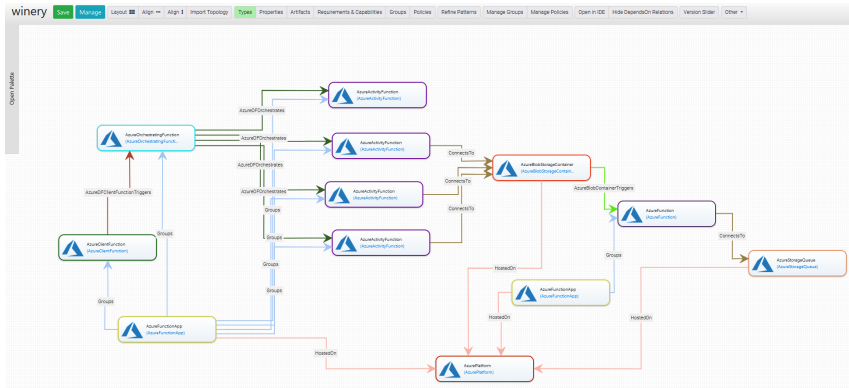 winery Save Manage Layout Align Align Import Topology Types Properties Artifacts Requirements & Capabilities Groups Policies Refine Patterns Manage Groups Manage Policies Open in IDE Hide DependsOn Relations Version Slider Other
Open Palette
AzureActivityFunction
(AzureActivityFunction)
AzureDFOrchestrates
AzureOrchestratingFunction
(AzureOrchestratingFuncti...
AzureDFOrchestrates
AzureActivityFunction
(AzureActivityFunction)
ConnectsTo
AzureDFOrchestrates
AzureBlobStorageContainer
(AzureBlobStorageContain...
ConnectsTo
AzureDFClientFunctionTriggers
AzureDFOrchestrates
AzureActivityFunction
(AzureActivityFunction)
AzureBlobContainerTriggers
Groups
ConnectsTo
AzureFunction
(AzureFunction)
Groups
Groups
AzureActivityFunction
(AzureActivityFunction)
ConnectsTo
AzureClientFunction
(AzureClientFunction)
Groups
Groups
HostedOn
AzureStorageQueue
(AzureStorageQueue)
Groups
AzureFunctionApp
(AzureFunctionApp)
Groups
HostedOn
HostedOn
AzureFunctionApp
(AzureFunctionApp)
HostedOn
AzurePlatform
(AzurePlatform)